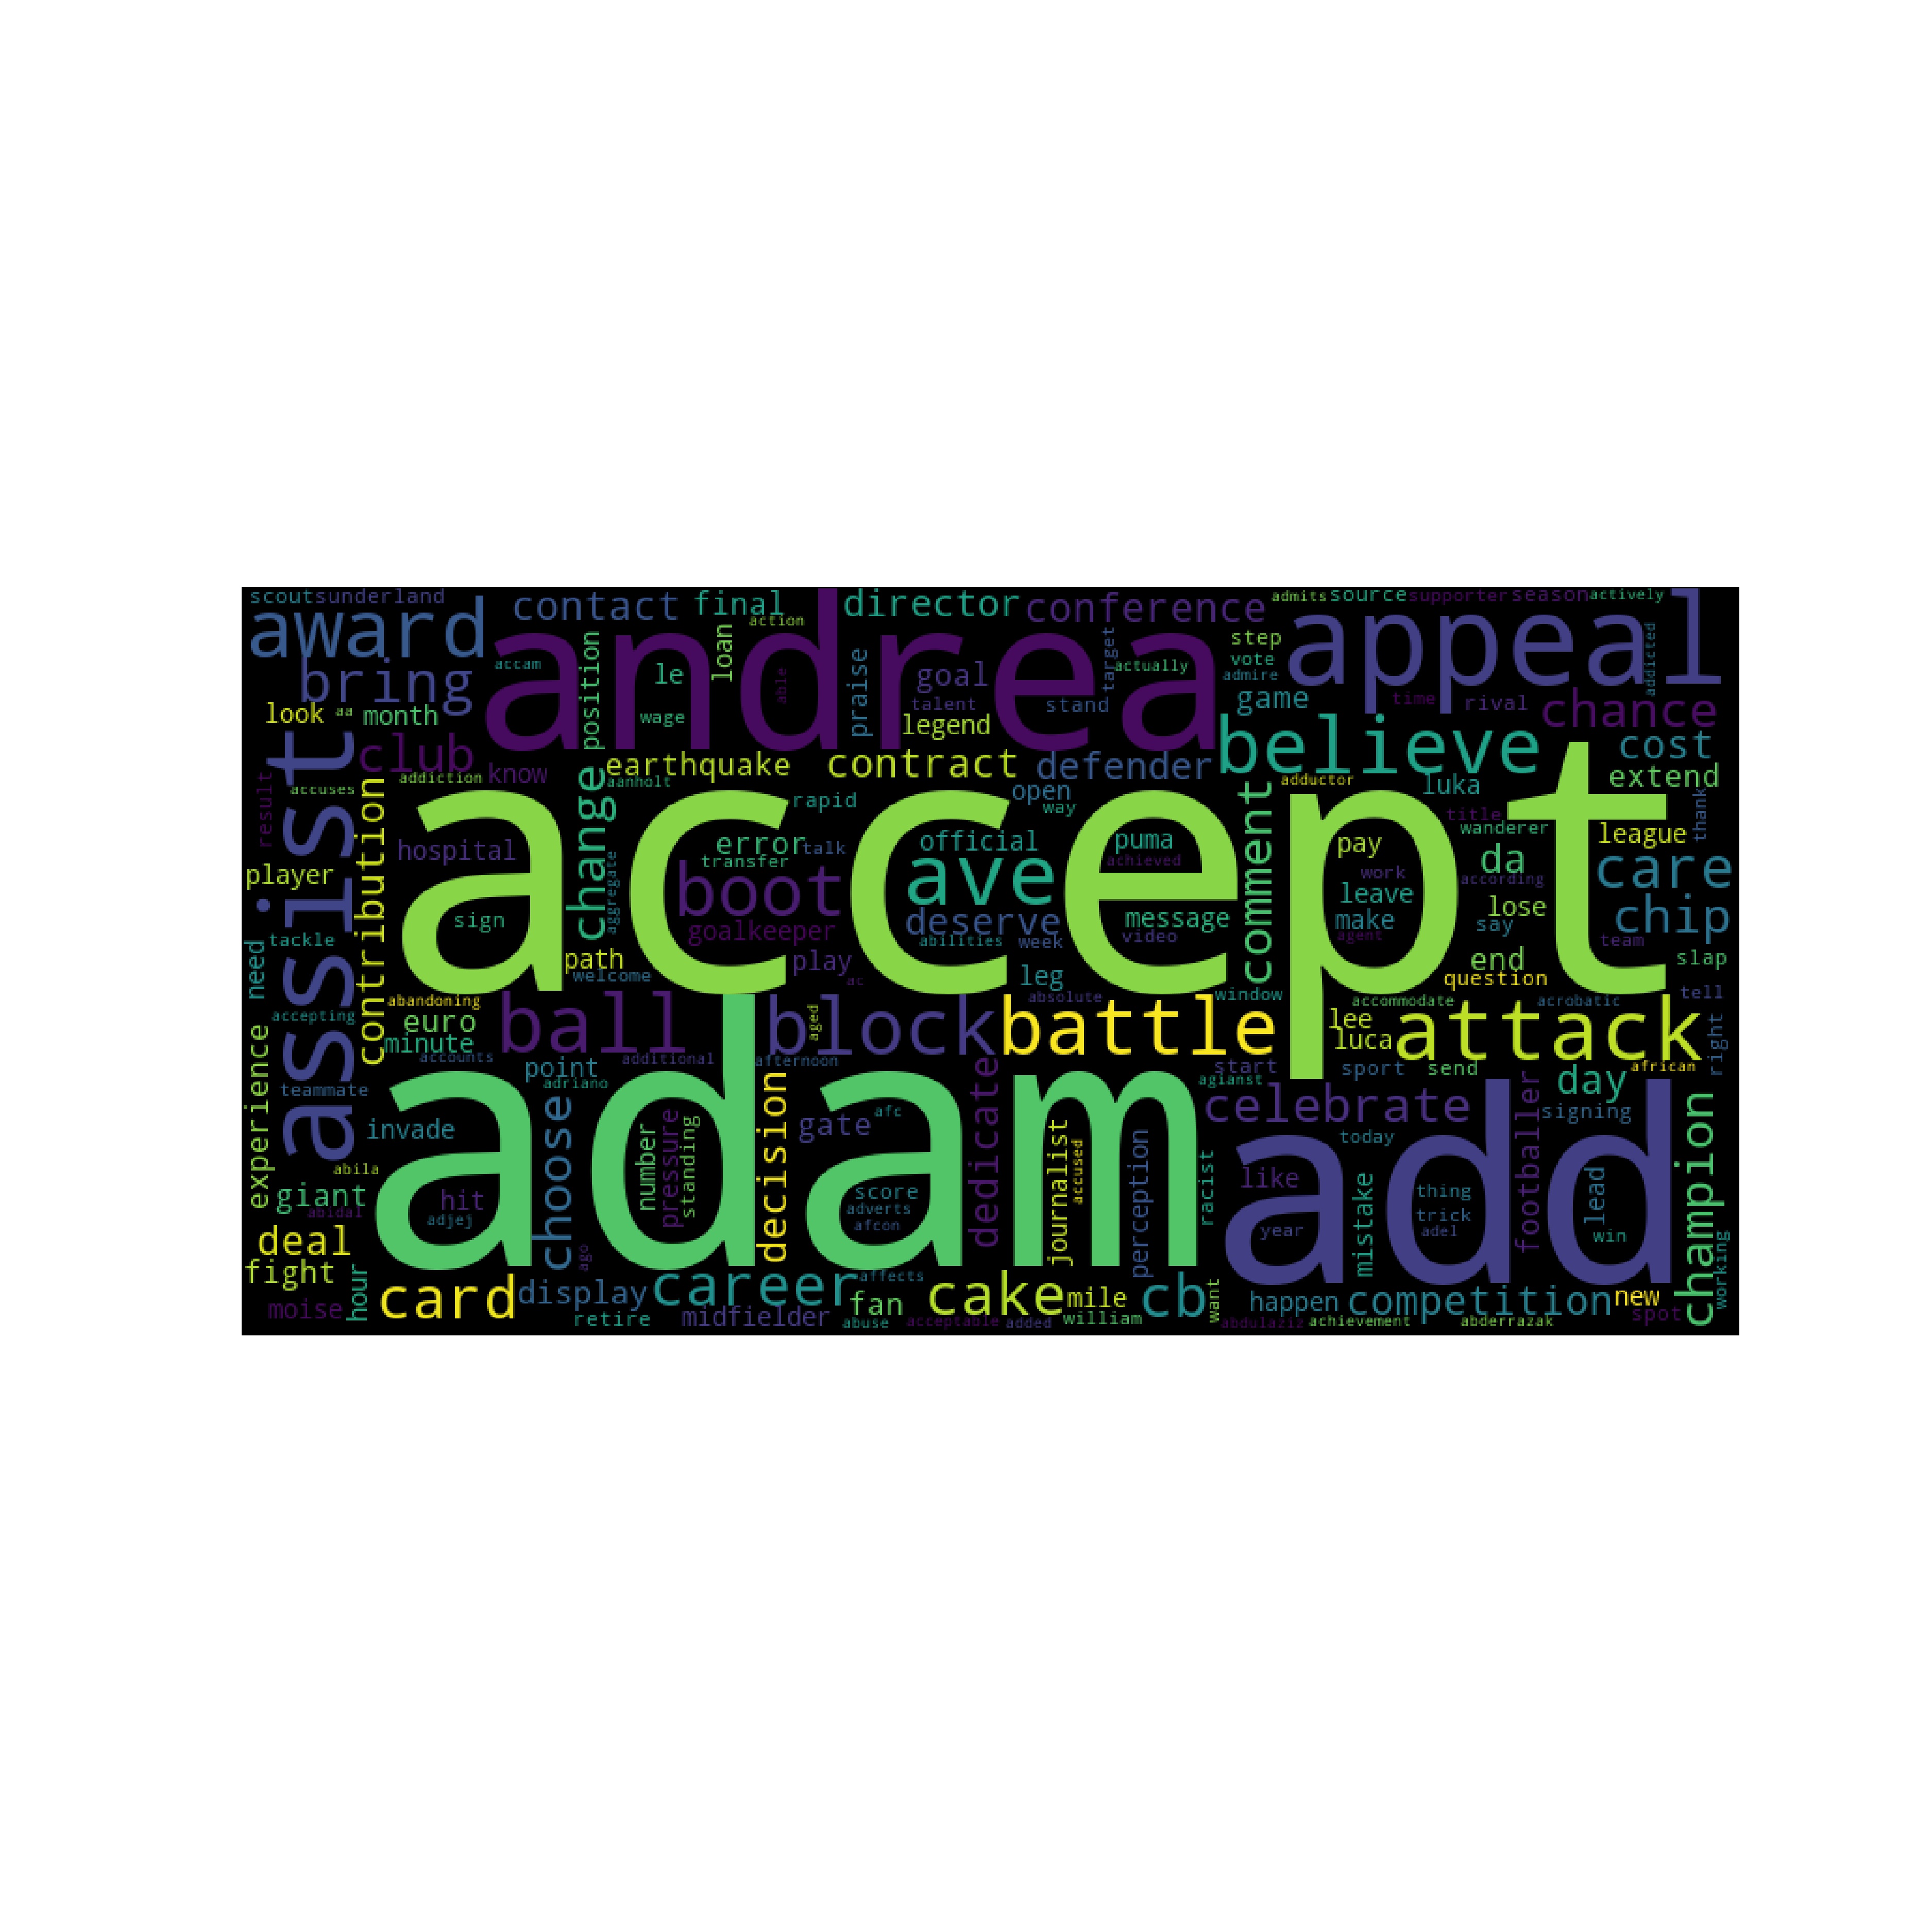 scout
sunderland
award
contact
final
director
conference
admits
source
supporter
season
actively
andrea
appeal
bring
accam
position
loan
action
le
able
praise
goal
target
actually
step
vote
admire
addicted
look
aa
month
wage
talent
legend
stand
game
time
rival
chance
assist
club
addiction
know
earthquake
aanholt
contract
defender
believe
cost
extend
result
accuses
change
rapid
open
way
adductor
luka
title
wanderer
thank
league
accept
contribution
hospital
error
talk
transfer
official
puma
achieved
comment
pay
work
da
according
care
player
sign
aggregate
boot
ave
leave
make
agent
lose
say
chip
team
tackle
need
goalkeeper
deserve
abilities
week
message
video
path
welcome
play
ac
leg
end
question
slap
accepting
abandoning
euro
minute
accounts
ball
block
absolute
battle
window
accommodate
acrobatic
tell
lee
luca
attack
experience
teammate
point
adriano
additional
aged
afternoon
agianst
start
sport
send
african
right
day
adam
add
invade
choose
decision
gate
afc
dedicate
journalist
accused
celebrate
today
footballer
signing
champion
abila
giant
abidal
hit
adjej
number
pressure
standing
score
adverts
afcon
perception
racist
like
year
mistake
thing
trick
adel
lead
win
deal
fight
hour
moise
ago
card
display
retire
career
affects
midfielder
abuse
fan
acceptable
cake
added
mile
william
cb
want
abdulaziz
happen
achievement
competition
abderrazak
new
spot
working